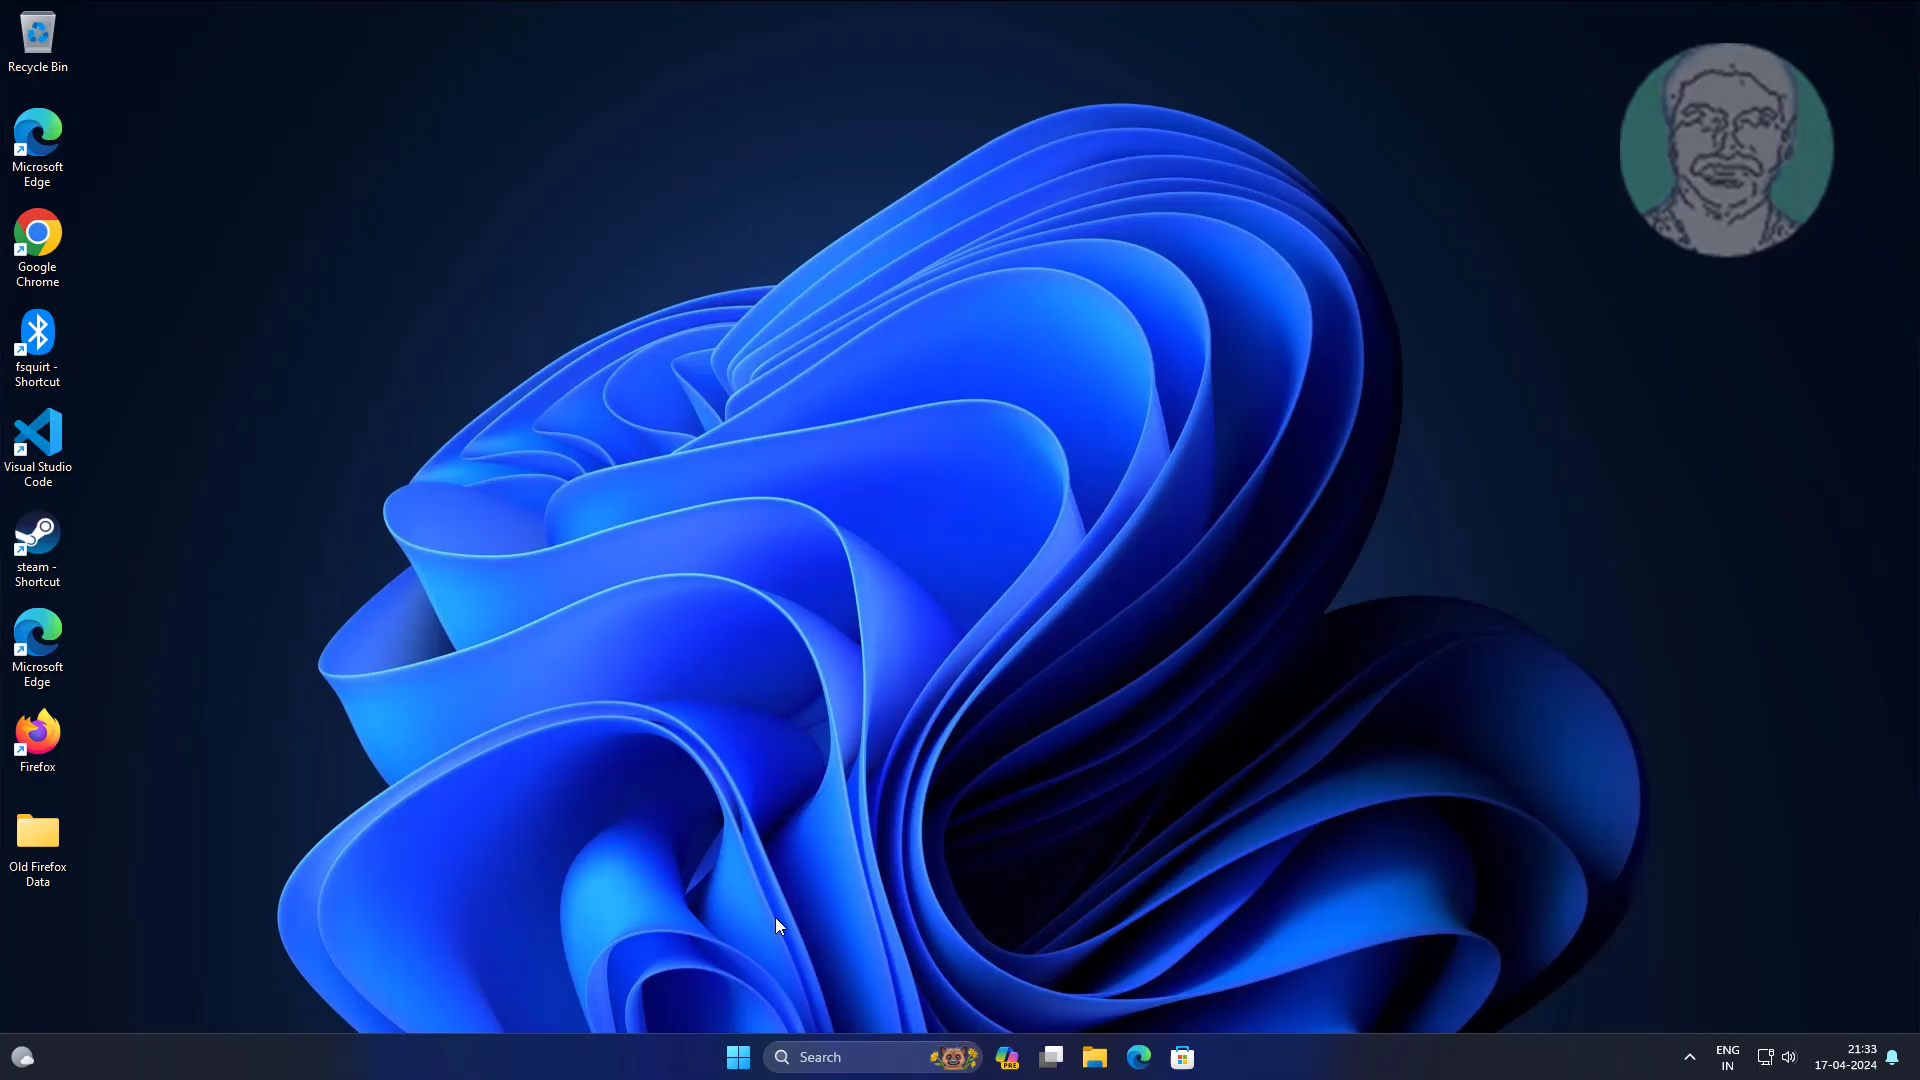 Recycle Bin
Microsoft
Edge
Google
Chrome
fsquirt -
Shortcut
Visual Studio
Code
steam -
Shortcut
Microsoft
Edge
Firefox
Old Firefox
Data
Search
PRE
ENG
IN
21:33
17-04-2024